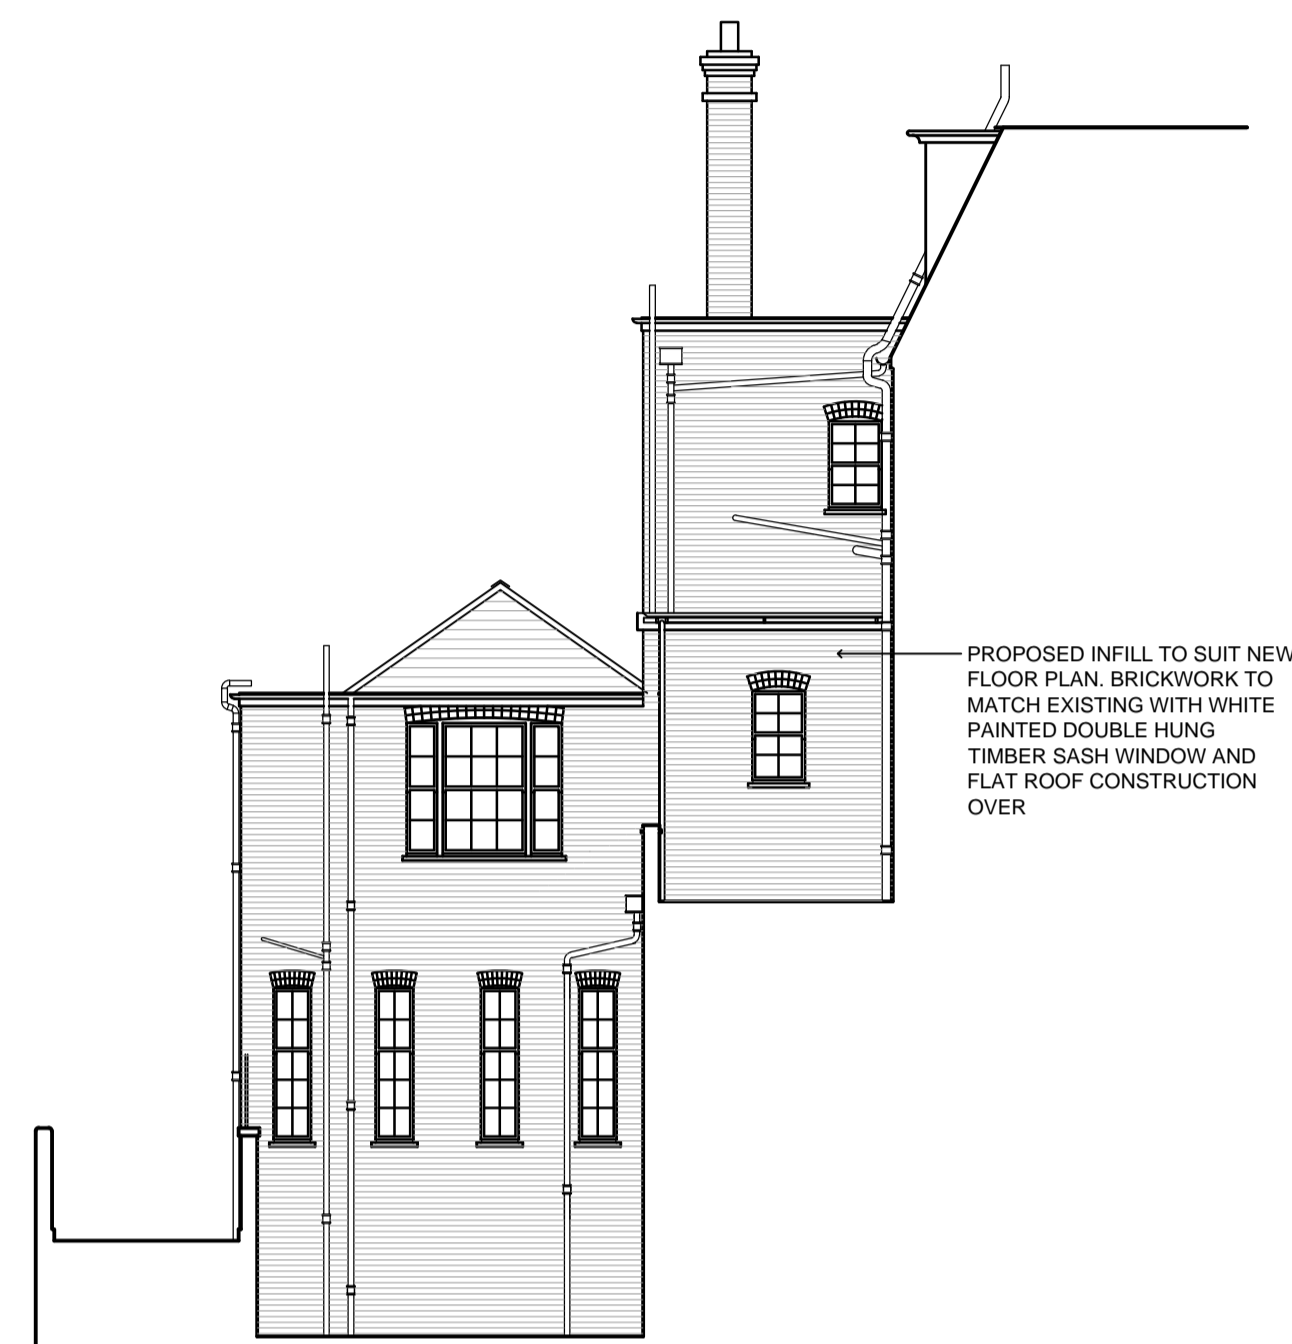 PROPOSED INFILL TO SUIT NEW
FLOOR PLAN. BRICKWORK TO
MATCH EXISTING WITH WHITE
PAINTED DOUBLE HUNG
TIMBER SASH WINDOW AND
FLAT ROOF CONSTRUCTION
OVER